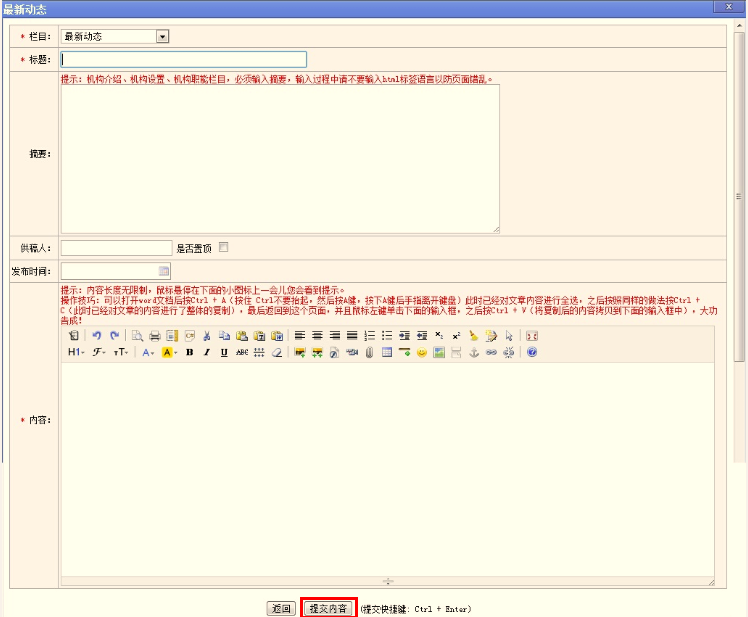 最新动态
x
* 栏目： 最新动态
* 标题：
提示：机构介绍、机构设置、机构职能栏目，必须输入摘要，输入过程中请不要输入html标签语言以防页面错乱。
摘要：
供稿人： 是否置顶
发布时间：
提示：内容长度无限制，鼠标悬停在下面的小图标上一会儿您会看到提示。
操作技巧：可以打开word文档后按Ctrl + A（按住 Ctrl不要抬起，然后按A健，按下A健后手指离开键盘）此时已经对文章内容进行全选，之后按照同样的做法按Ctrl +
C（此时已经对文章的内容进行了整体的复制），最后返回到这个页面，并且鼠标左键单击下面的输入框，之后按Ctrl + V（将复制后的内容拷贝到下面的输入框中），大功
告成！
H1 F тT A A B I U ABC
* 内容：
返回 提交内容 (提交快捷键: Ctrl + Enter)